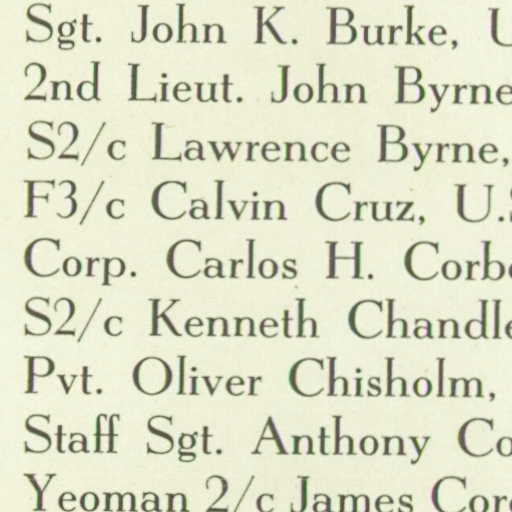 Sgt. John K. Burke,
2nd Lieut. John Byrne
S2/c Lawrence Byrne,
F3/c Calvin Cruz, U.S
Corp. Carlos H. Corb
S2/c Kenneth Chandle
Pvt. Oliver Chisholm,
Staff Sgt. Anthony Co
Yeoman 2/c James Cor